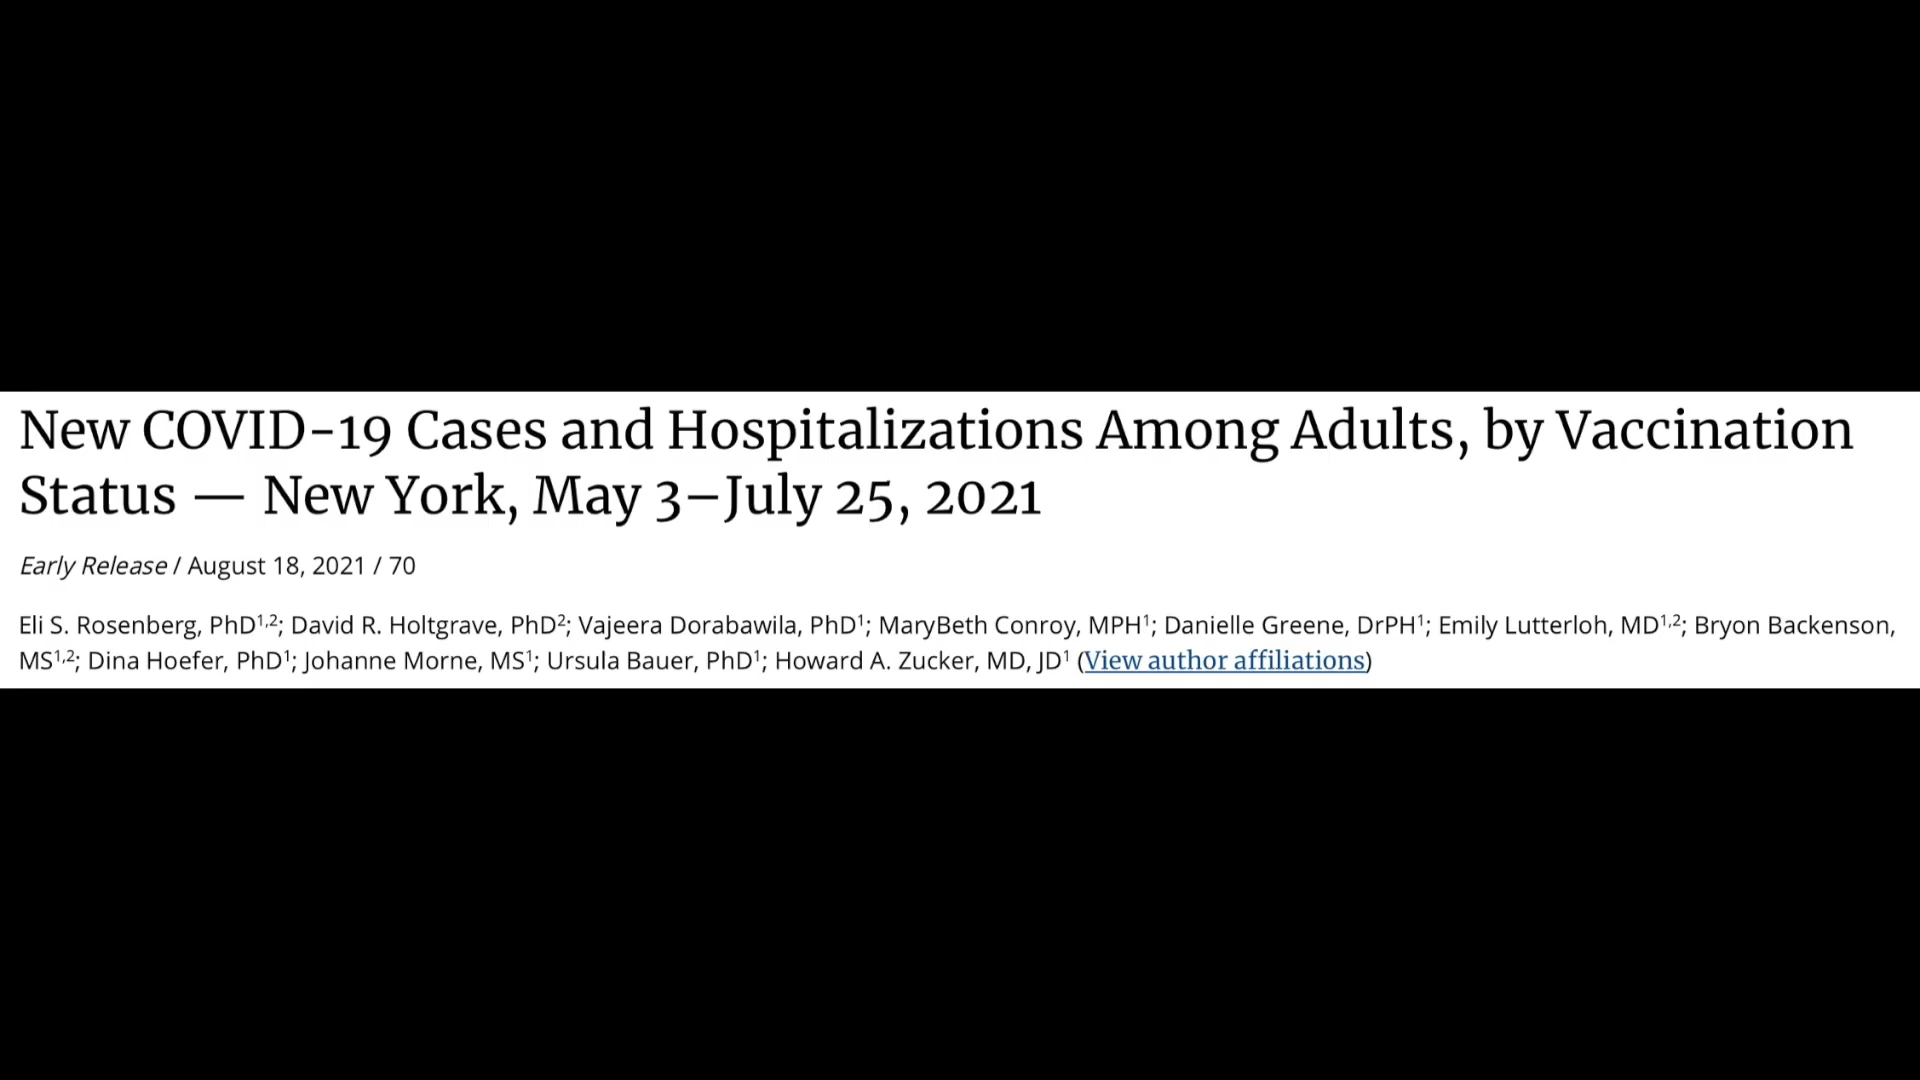 New COVID-19 Cases and Hospitalizations Among Adults, by Vaccination
Status — New York, May 3–July 25, 2021
Early Release / August 18, 2021 / 70
Eli S. Rosenberg, PhD¹,²; David R. Holtgrave, PhD²; Vajeera Dorabawila, PhD¹; MaryBeth Conroy, MPH¹; Danielle Greene, DrPH¹; Emily Lutterloh, MD¹,²; Bryon Backenson,
MS¹,²; Dina Hoefer, PhD¹; Johanne Morne, MS¹; Ursula Bauer, PhD¹; Howard A. Zucker, MD, JD¹ (View author affiliations)